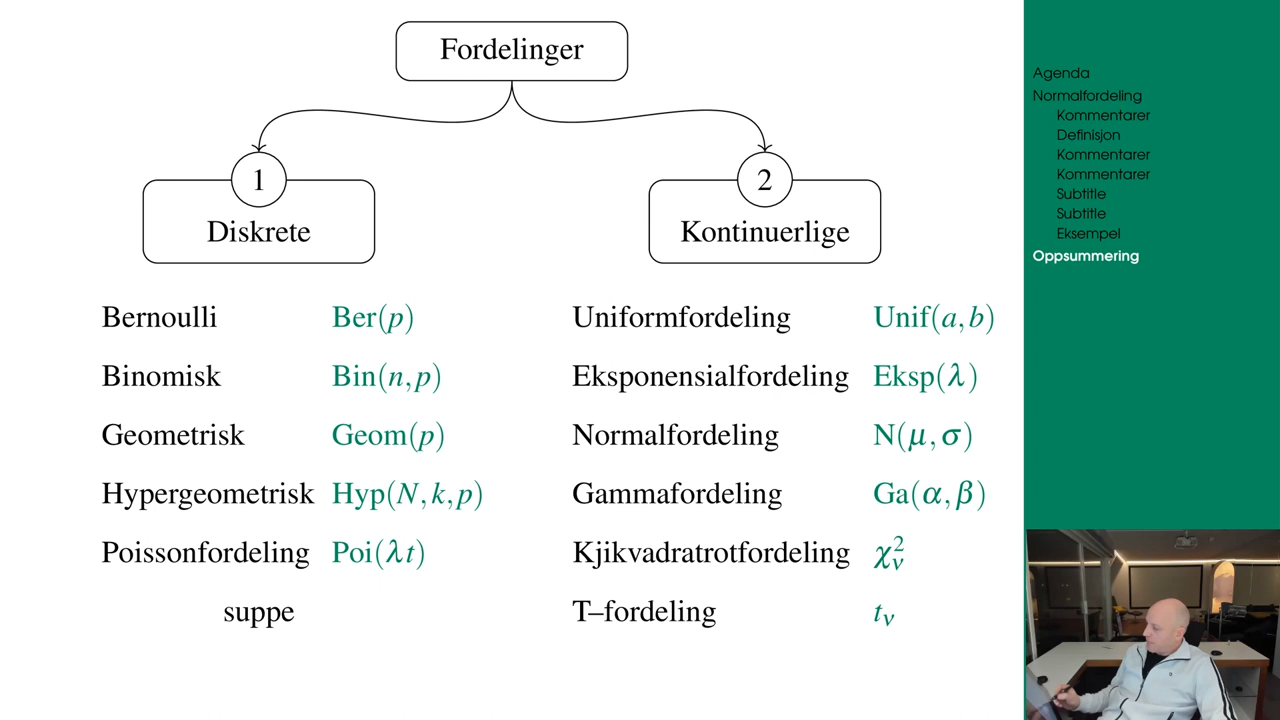 Fordelinger
1
Diskrete
2
Kontinuerlige
Bernoulli Ber(p)
Binomisk Bin(n, p)
Geometrisk Geom(p)
Hypergeometrisk Hyp(N, k, p)
Poissonfordeling Poi(λt)
suppe
Uniformfordeling Unif(a, b)
Eksponensialfordeling Eksp(λ)
Normalfordeling N(μ, σ)
Gammafordeling Ga(α, β)
Kjikvadratrotfordeling χ²ᵥ
T–fordeling tᵥ
Agenda
Normalfordeling
Kommentarer
Definisjon
Kommentarer
Kommentarer
Subtitle
Subtitle
Eksempel
Oppsummering